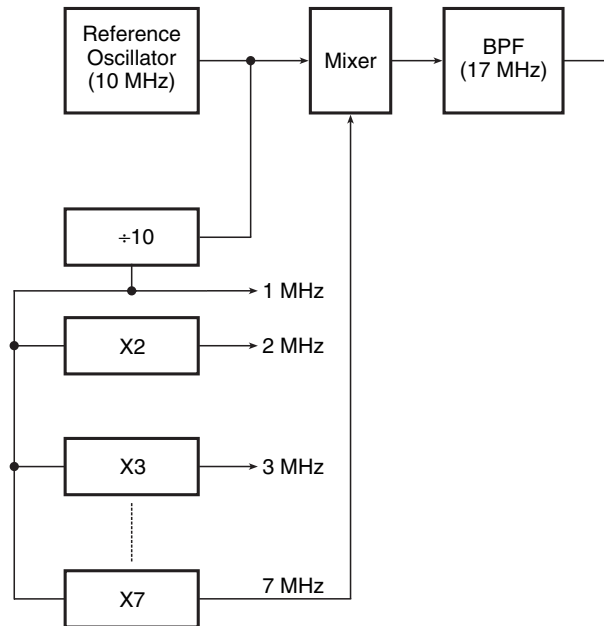 Reference
Oscillator
(10 MHz)
Mixer
BPF
(17 MHz)
÷10
1 MHz
X2
2 MHz
X3
3 MHz
X7
7 MHz